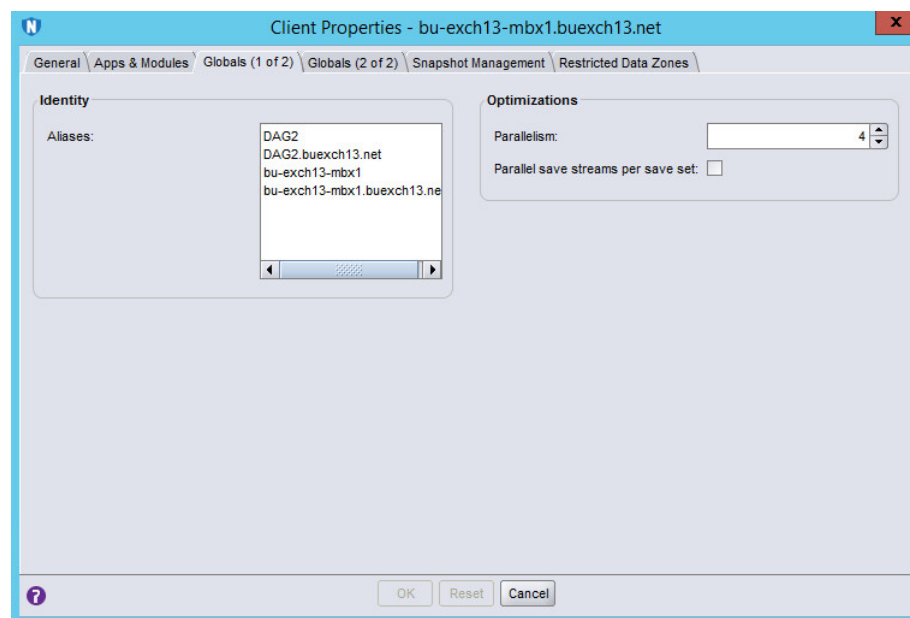 N
Client Properties - bu-exch13-mbx1.buexch13.net
x
General
Apps & Modules
Globals (1 of 2)
Globals (2 of 2)
Snapshot Management
Restricted Data Zones
Identity
Aliases:
DAG2
DAG2.buexch13.net
bu-exch13-mbx1
bu-exch13-mbx1.buexch13.ne
Optimizations
Parallelism:
4
Parallel save streams per save set:
?
OK
Reset
Cancel